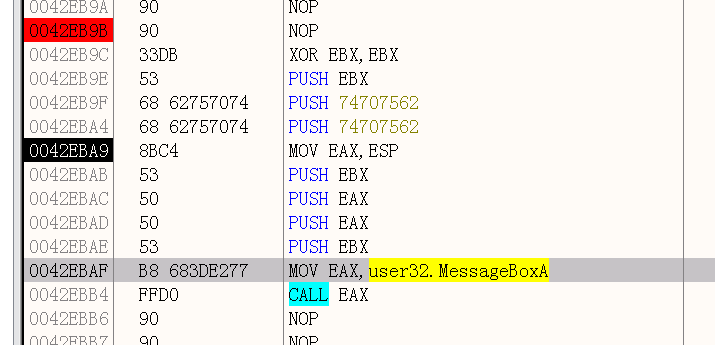 0042EB9A 90 NOP
0042EB9B 90 NOP
0042EB9C 33DB XOR EBX,EBX
0042EB9E 53 PUSH EBX
0042EB9F 68 62757074 PUSH 74707562
0042EBA4 68 62757074 PUSH 74707562
0042EBA9 8BC4 MOV EAX,ESP
0042EBAB 53 PUSH EBX
0042EBAC 50 PUSH EAX
0042EBAD 50 PUSH EAX
0042EBAE 53 PUSH EBX
0042EBAF B8 683DE277 MOV EAX,user32.MessageBoxA
0042EBB4 FFD0 CALL EAX
0042EBB6 90 NOP
0042EBB7 90 NOP